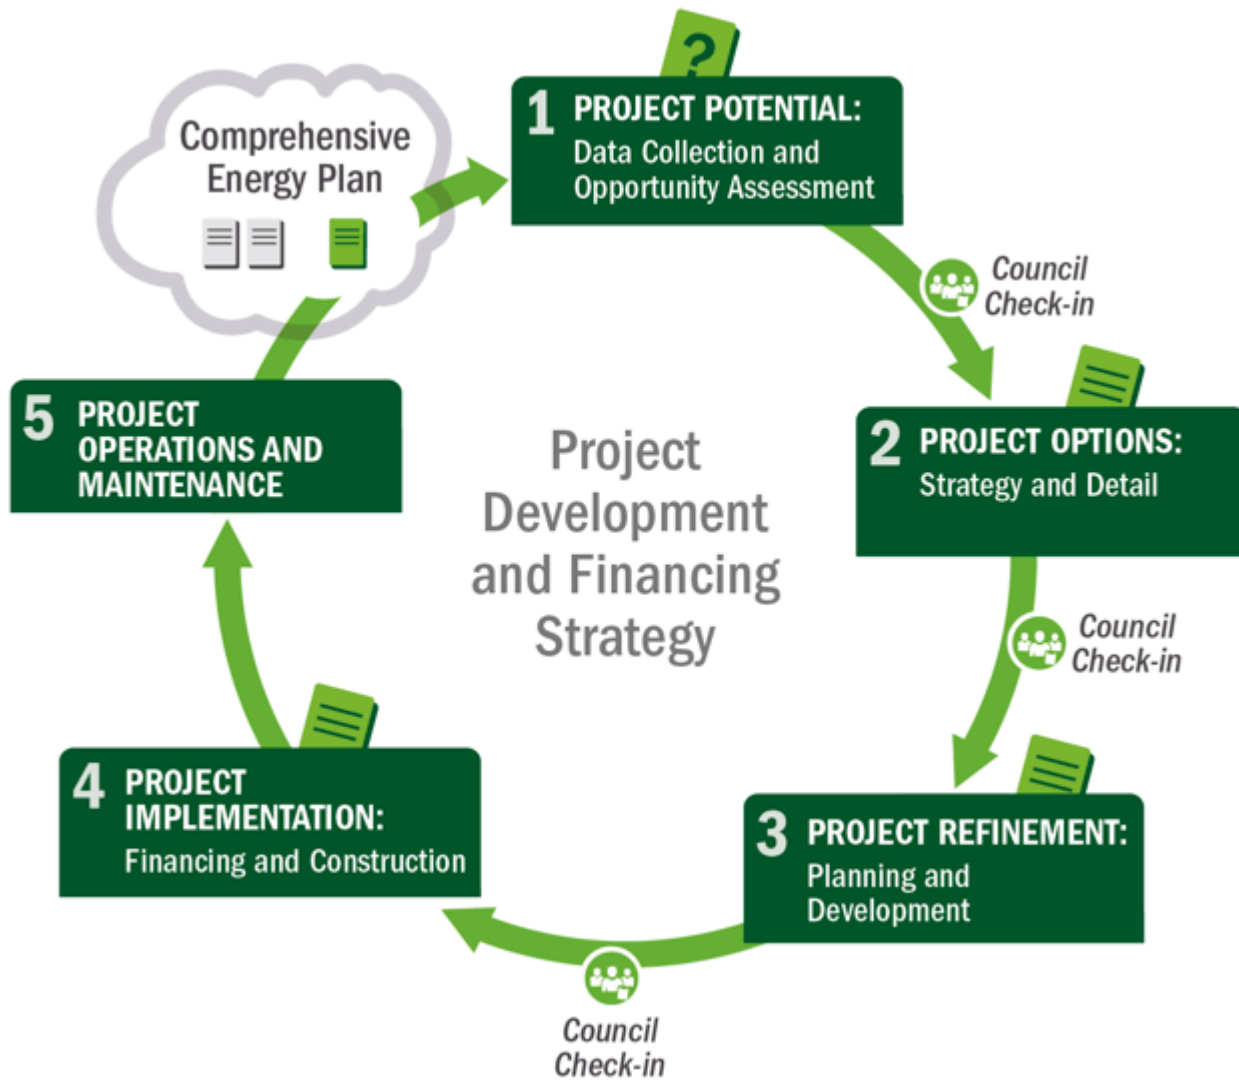 Comprehensive
Energy Plan
?
1 PROJECT POTENTIAL:
Data Collection and
Opportunity Assessment
Council
Check-in
2 PROJECT OPTIONS:
Strategy and Detail
Council
Check-in
3 PROJECT REFINEMENT:
Planning and
Development
Council
Check-in
4 PROJECT
IMPLEMENTATION:
Financing and Construction
5 PROJECT
OPERATIONS AND
MAINTENANCE
Project
Development
and Financing
Strategy